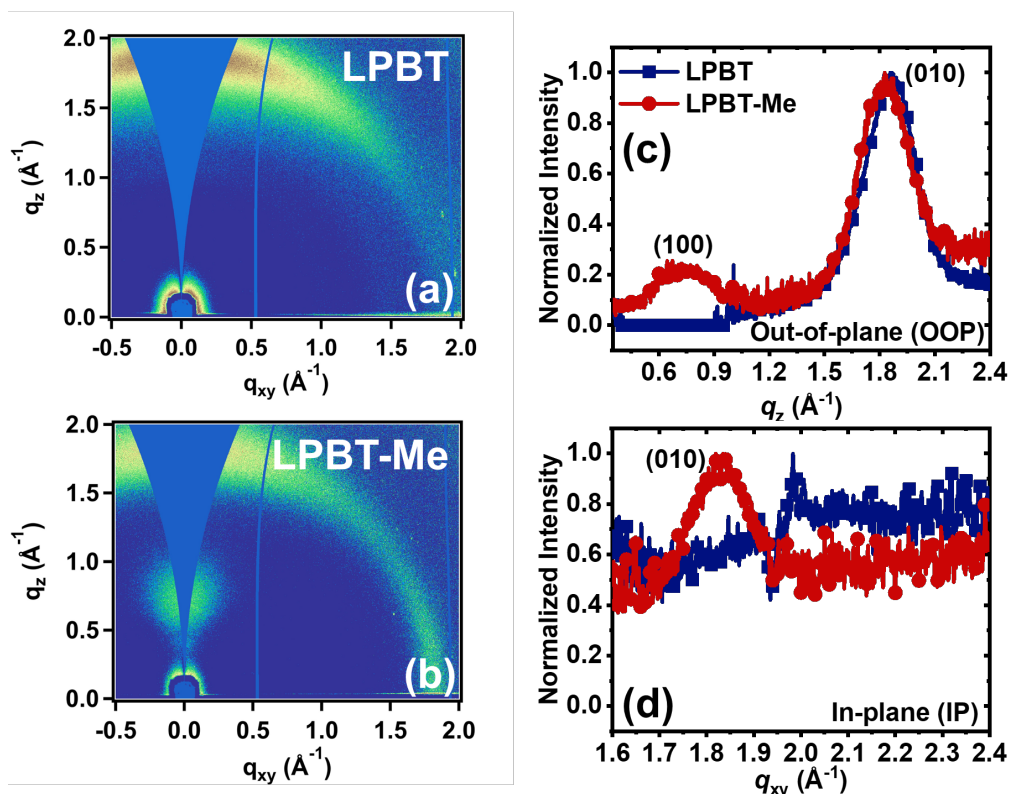 2.0
1.5
1.0
0.5
0.0
q_z (Å⁻¹)
LPBT
(a)
-0.5 0.0 0.5 1.0 1.5 2.0
q_xy (Å⁻¹)
2.0
1.5
1.0
0.5
0.0
q_z (Å⁻¹)
LPBT-Me
(b)
-0.5 0.0 0.5 1.0 1.5 2.0
q_xy (Å⁻¹)
Normalized Intensity
1.0
0.8
0.6
0.4
0.2
0.0
LPBT
LPBT-Me
(010)
(c)
(100)
Out-of-plane (OOP)
0.6 0.9 1.2 1.5 1.8 2.1 2.4
q_z (Å⁻¹)
Normalized Intensity
1.0
0.8
0.6
0.4
0.2
0.0
(010)
(d)
In-plane (IP)
1.6 1.7 1.8 1.9 2.0 2.1 2.2 2.3 2.4
q_xy (Å⁻¹)